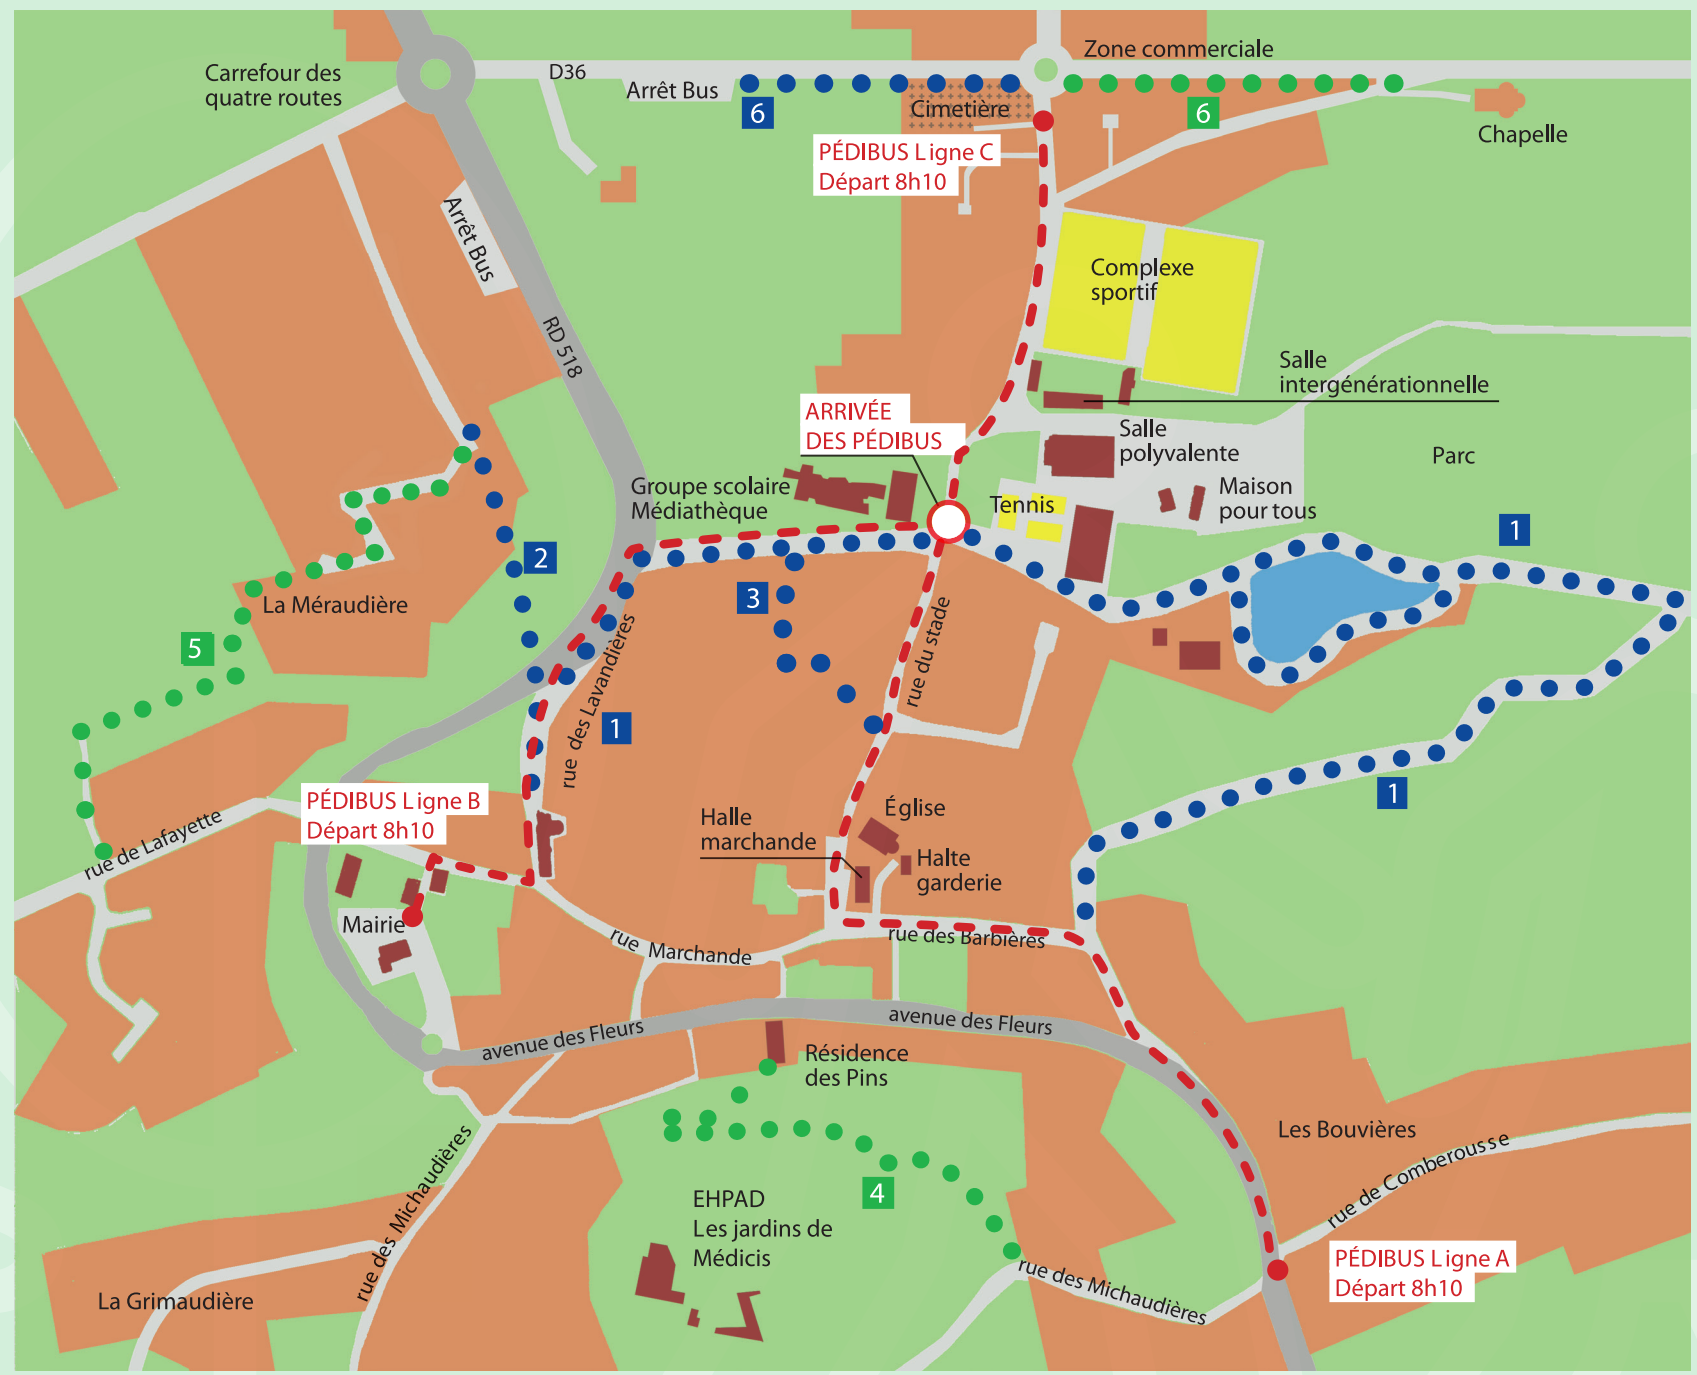 Carrefour des
quatre routes
D36
Arrêt Bus
6
Cimetière
Zone commerciale
6
Chapelle
PÉDIBUS Ligne C
Départ 8h10
Arrêt Bus
RD 518
Complexe
sportif
Salle
intergénérationnelle
ARRIVÉE
DES PÉDIBUS
Salle
polyvalente
Parc
Groupe scolaire
Médiathèque
Tennis
Maison
pour tous
1
2
3
La Méraudière
5
rue des Lavandières
rue du stade
1
1
PÉDIBUS Ligne B
Départ 8h10
rue de Lafayette
Halle
marchande
Église
Halte
garderie
Mairie
rue Marchande
rue des Barbières
avenue des Fleurs
avenue des Fleurs
Résidence
des Pins
Les Bouvières
rue de Comberousse
rue des Michaudières
4
EHPAD
Les jardins de
Médicis
La Grimaudière
rue des Michaudières
PÉDIBUS Ligne A
Départ 8h10